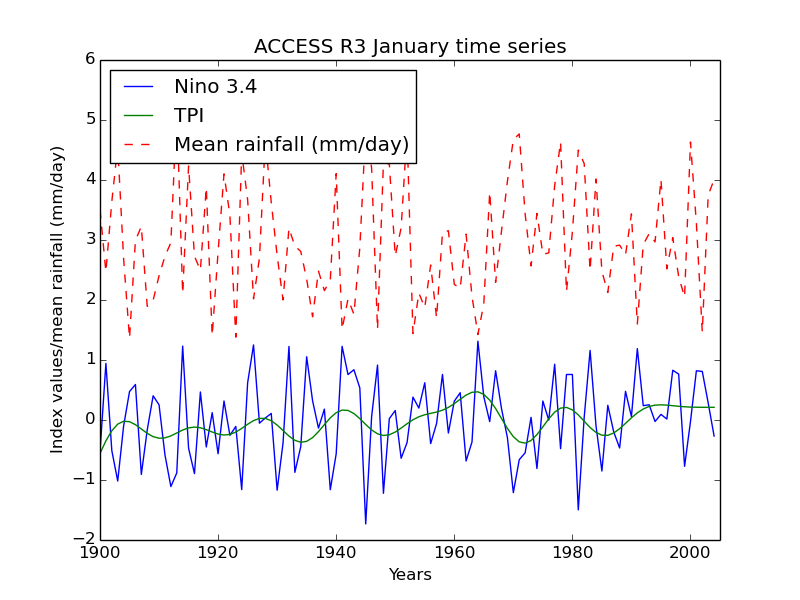 ACCESS R3 January time series
6
5
4
3
2
1
0
−1
−2
Index values/mean rainfall (mm/day)
Nino 3.4
TPI
Mean rainfall (mm/day)
1900 1920 1940 1960 1980 2000
Years